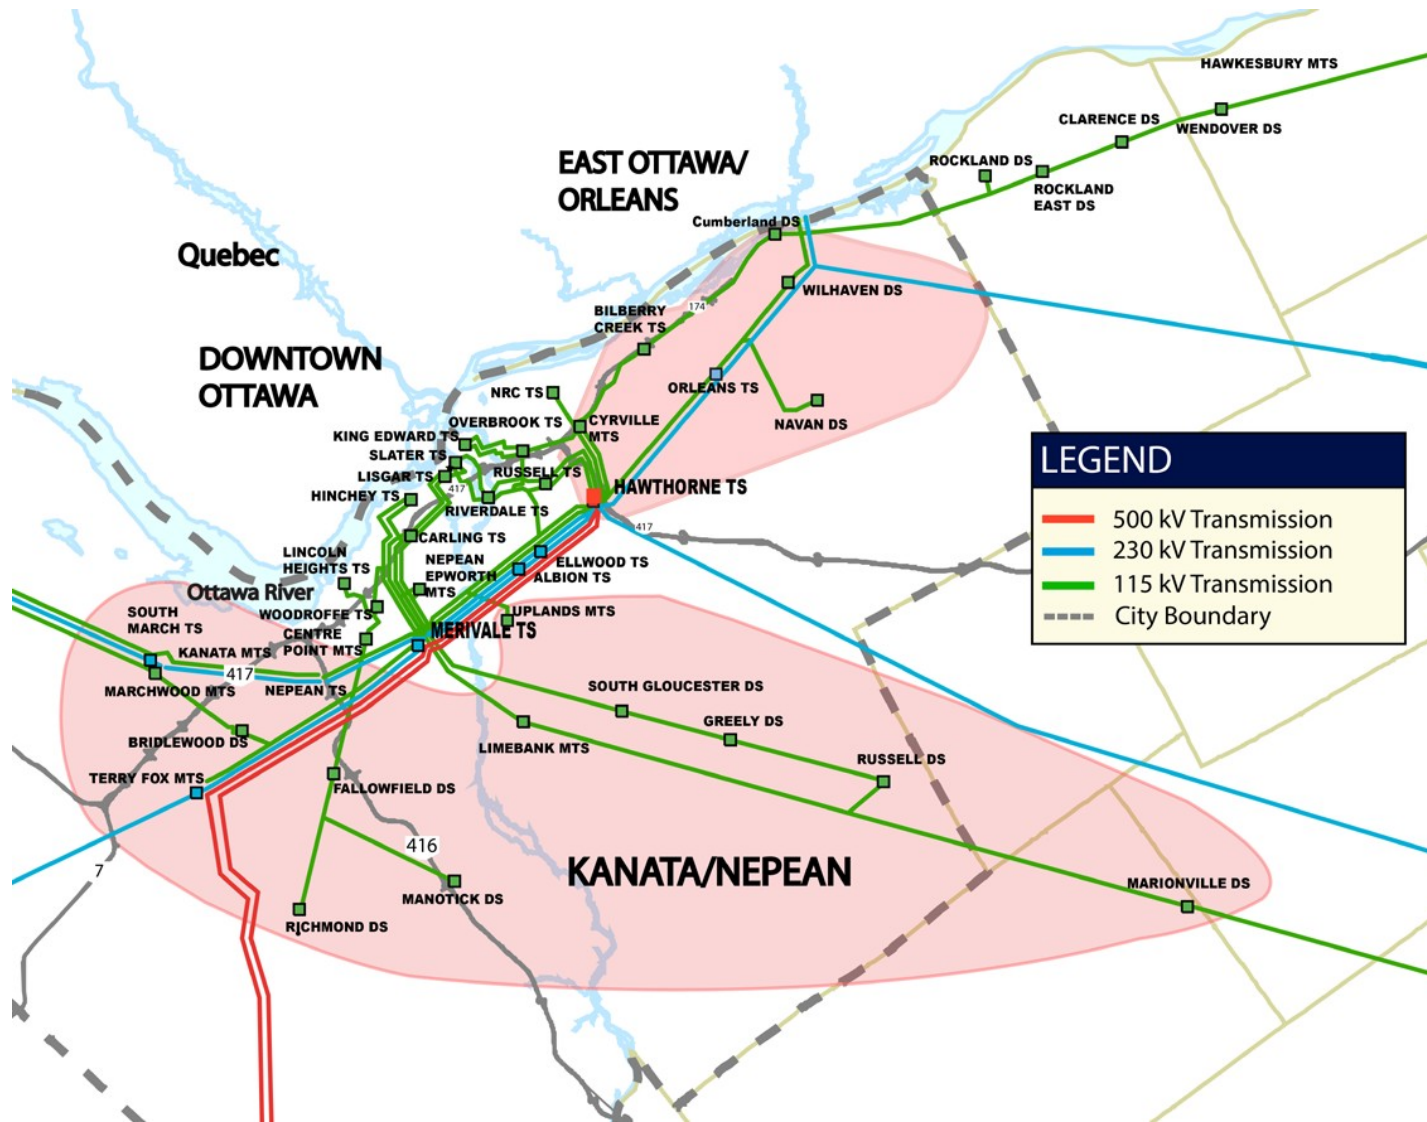 HAWKESBURY MTS
CLARENCE DS
WENDOVER DS
EAST OTTAWA/
ORLEANS
ROCKLAND DS
ROCKLAND
EAST DS
Cumberland DS
Quebec
WILHAVEN DS
174
BILBERRY
CREEK TS
DOWNTOWN
OTTAWA
ORLEANS TS
NRC TS
NAVAN DS
OVERBROOK TS
CYRVILLE
MTS
KING EDWARD TS
SLATER TS
LISGAR TS
RUSSELL TS
417
HINCHEY TS
RIVERDALE TS
HAWTHORNE TS
417
CARLING TS
LINCOLN
HEIGHTS TS
NEPEAN
EPWORTH
MTS
ELLWOOD TS
ALBION TS
Ottawa River
WOODROFFE TS
UPLANDS MTS
SOUTH
MARCH TS
CENTRE
POINT MTS
MERIVALE TS
KANATA MTS
417
MARCHWOOD MTS
NEPEAN TS
SOUTH GLOUCESTER DS
GREELY DS
BRIDLEWOOD DS
LIMEBANK MTS
RUSSELL DS
TERRY FOX MTS
FALLOWFIELD DS
416
7
KANATA/NEPEAN
MANOTICK DS
MARIONVILLE DS
RICHMOND DS
LEGEND
500 kV Transmission
230 kV Transmission
115 kV Transmission
City Boundary